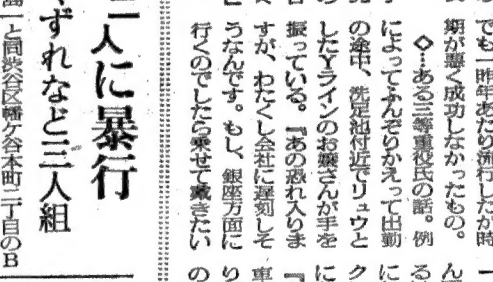 でも一昨年あたり流行したが時
期が悪く成功しなかったもの。
◇…ある三等重役氏の話。例
によってふんぞりかえって出勤
の途中、洗足池付近でリュウと
したYラインのお嬢さんが手を
振っている。『あの恐れ入りま
すが、わたくし会社に遅刻しそ
うなんです。もし、銀座方面に
行くのでしたら乗せて戴きたい
二人に暴行
ずれなど三人組
と同渋谷区幡ケ谷本町二丁目のB